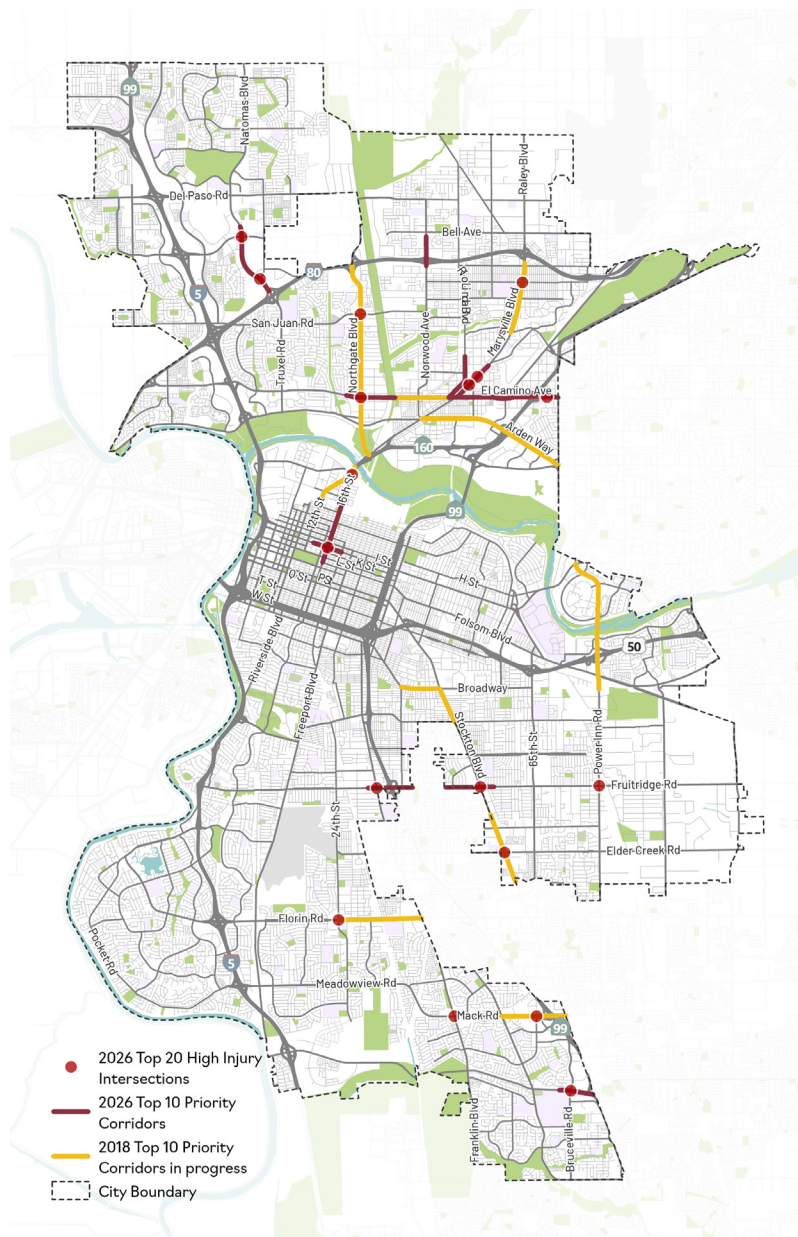 99
Natomas Blvd
Raley Blvd
Del Paso Rd
Bell Ave
80
5
San Juan Rd
Truxel Rd
Northgate Blvd
Norwood Ave
Marysville Blvd
El Camino Ave
Arden Way
160
16th St
12th St
99
I St
K St
L St
H St
P St
Q St
T St
W St
Folsom Blvd
50
Riverside Blvd
Freeport Blvd
Broadway
Stockton Blvd
65th St
Power Inn Rd
Fruitridge Rd
24th St
Elder Creek Rd
Florin Rd
Pocket Rd
5
Meadowview Rd
Mack Rd
99
Franklin Blvd
Bruceville Rd
2026 Top 20 High Injury
Intersections
2026 Top 10 Priority
Corridors
2018 Top 10 Priority
Corridors in progress
City Boundary